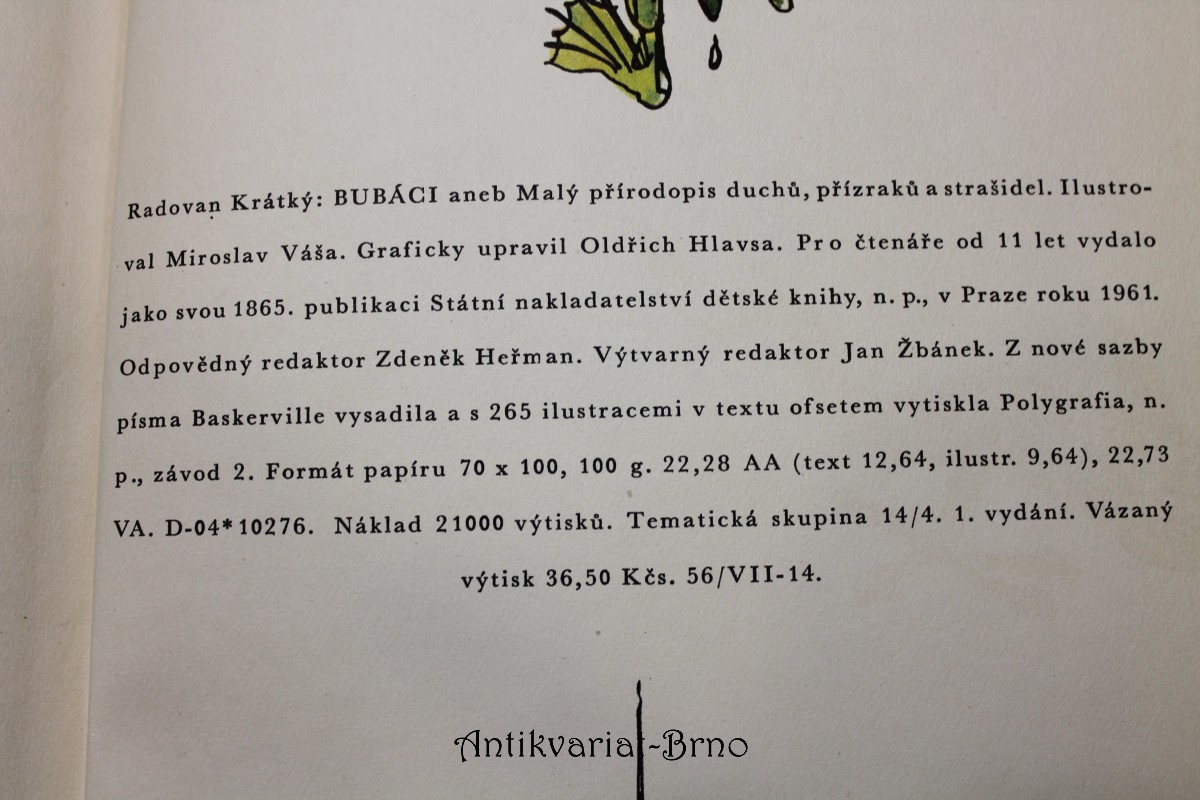 Radovan Krátký: BUBÁCI aneb Malý přírodopis duchů, přízraků a strašidel. Ilustro-
val Miroslav Váša. Graficky upravil Oldřich Hlavsa. Pro čtenáře od 11 let vydalo
jako svou 1865. publikaci Státní nakladatelství dětské knihy, n. p., v Praze roku 1961.
Odpovědný redaktor Zdeněk Heřman. Výtvarný redaktor Jan Žbánek. Z nové sazby
písma Baskerville vysadila a s 265 ilustracemi v textu ofsetem vytiskla Polygrafia, n.
p., závod 2. Formát papíru 70 x 100, 100 g. 22,28 AA (text 12,64, ilustr. 9,64), 22,73
VA. D-04*10276. Náklad 21000 výtisků. Tematická skupina 14/4. 1. vydání. Vázaný
výtisk 36,50 Kčs. 56/VII-14.
Antikvariat-Brno